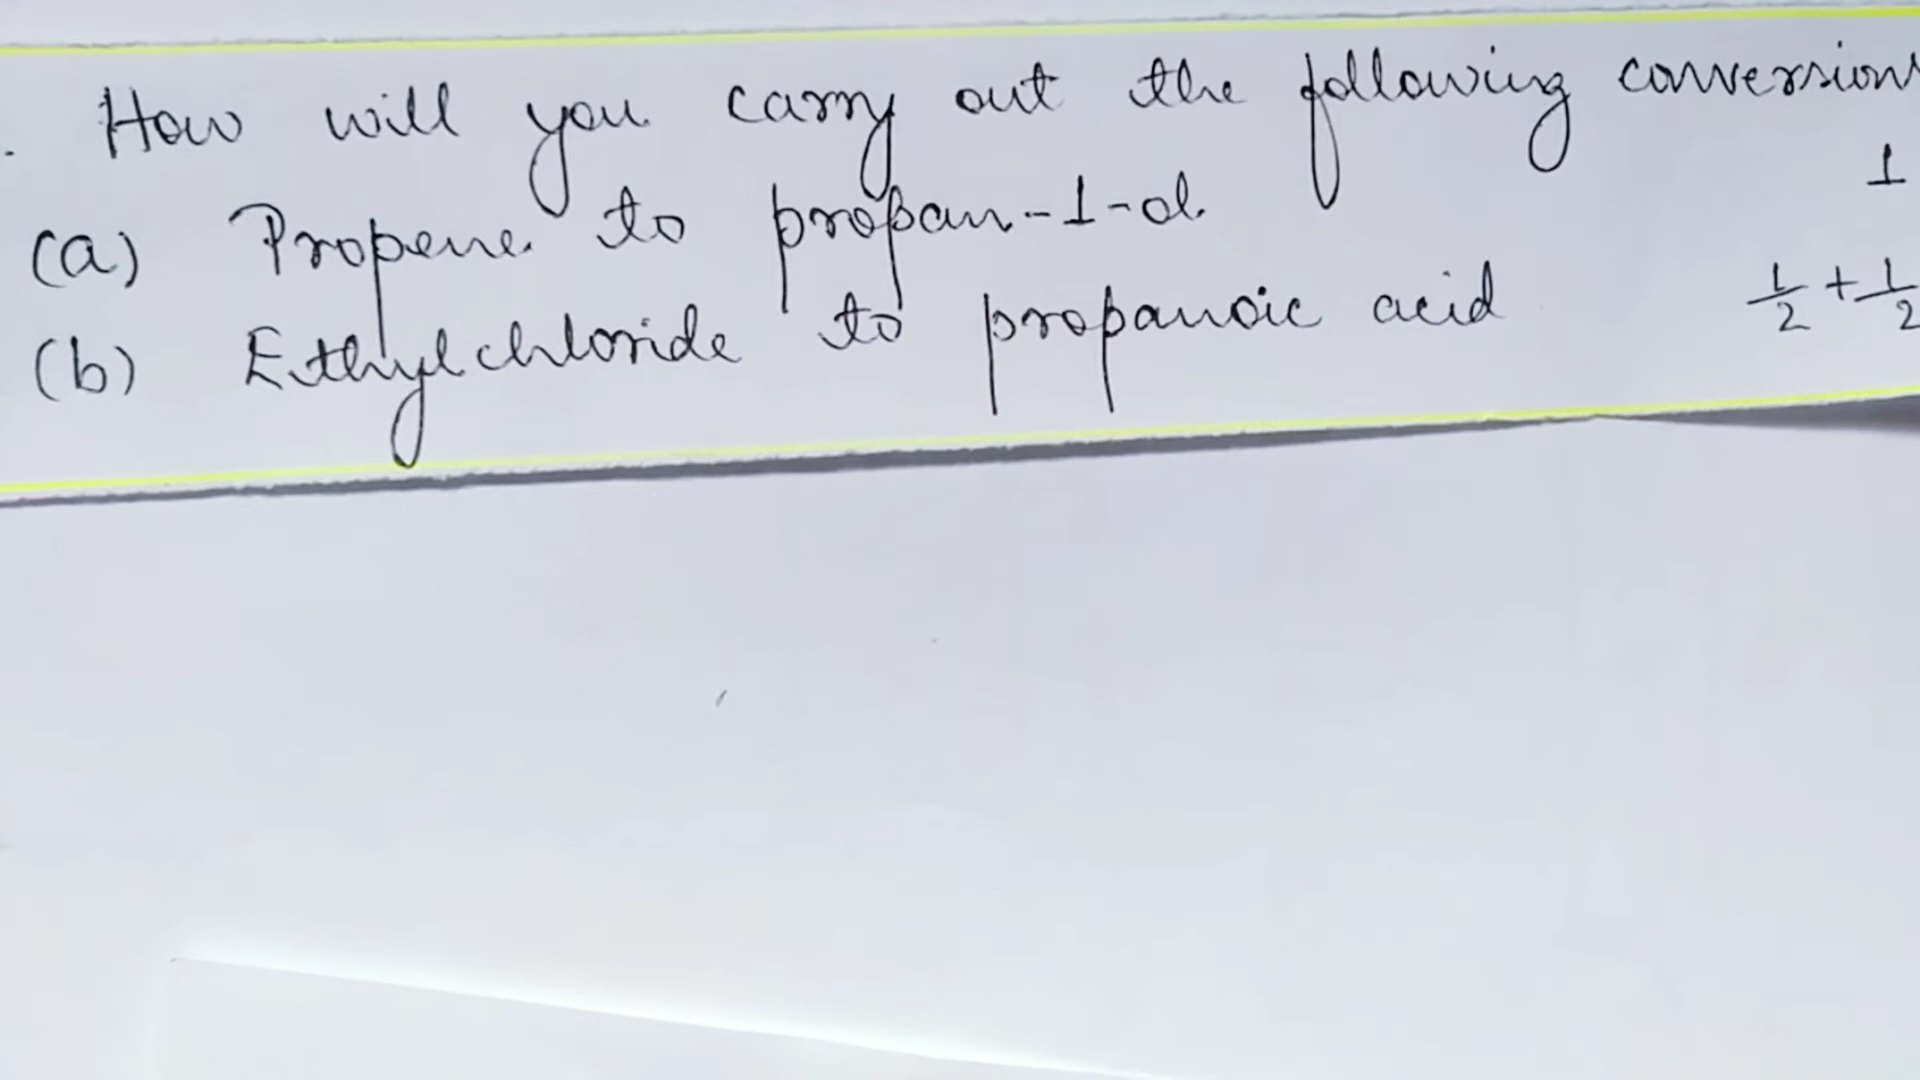 . How will you carry out the following conversions
(a) Propene to propan-1-ol. 1
(b) Ethylchloride to propanoic acid 1/2 + 1/2